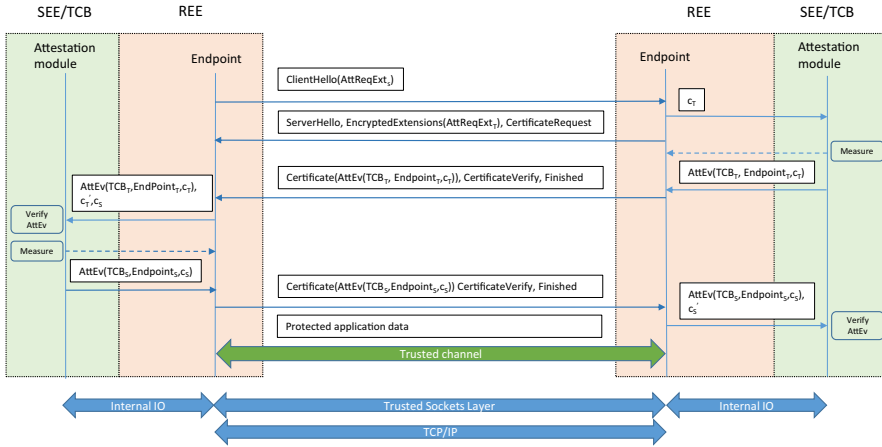 SEE/TCB
REE
REE
SEE/TCB
Attestation
module
Endpoint
Endpoint
Attestation
module
ClientHello(AttReqExtS)
cT
ServerHello, EncryptedExtensions(AttReqExtT), CertificateRequest
Measure
Certificate(AttEv(TCBT, EndpointT,cT)), CertificateVerify, Finished
AttEv(TCBT, EndpointT,cT)
AttEv(TCBT,EndPointT,cT),
cT′,cS
Verify
AttEv
Measure
AttEv(TCBS,EndpointS,cS)
Certificate(AttEv(TCBS,EndpointS,cS)) CertificateVerify, Finished
AttEv(TCBS,EndpointS,cS),
cS′
Protected application data
Verify
AttEv
Trusted channel
Internal IO
Trusted Sockets Layer
Internal IO
TCP/IP